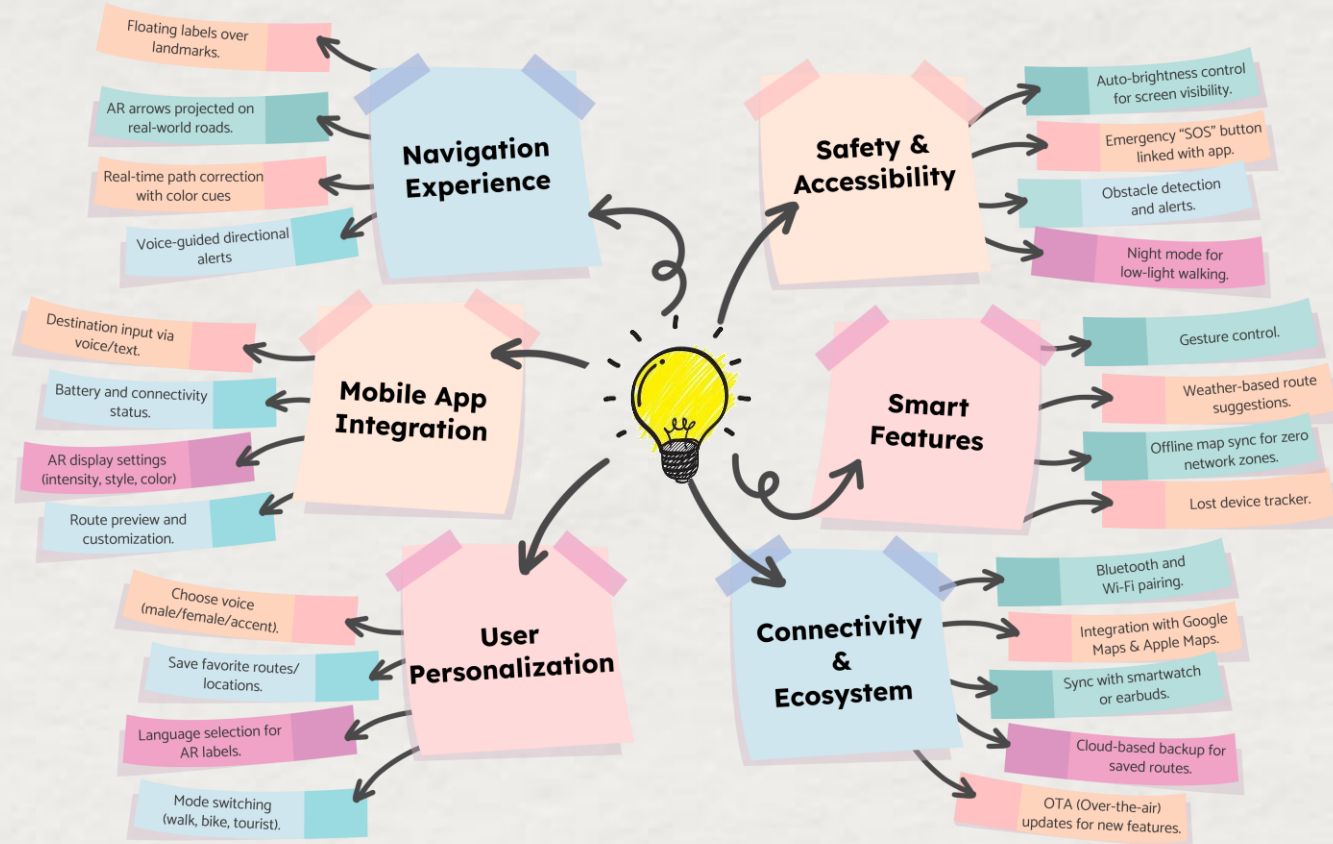 Navigation
Experience
Floating labels over
landmarks.
AR arrows projected on
real-world roads.
Real-time path correction
with color cues
Voice-guided directional
alerts
Mobile App
Integration
Destination input via
voice/text.
Battery and connectivity
status.
AR display settings
(intensity, style, color)
Route preview and
customization.
User
Personalization
Choose voice
(male/female/accent).
Save favorite routes/
locations.
Language selection for
AR labels.
Mode switching
(walk, bike, tourist).
Safety &
Accessibility
Auto-brightness control
for screen visibility.
Emergency “SOS” button
linked with app.
Obstacle detection
and alerts.
Night mode for
low-light walking.
Smart
Features
Gesture control.
Weather-based route
suggestions.
Offline map sync for zero
network zones.
Lost device tracker.
Connectivity
&
Ecosystem
Bluetooth and
Wi-Fi pairing.
Integration with Google
Maps & Apple Maps.
Sync with smartwatch
or earbuds.
Cloud-based backup for
saved routes.
OTA (Over-the-air)
updates for new features.